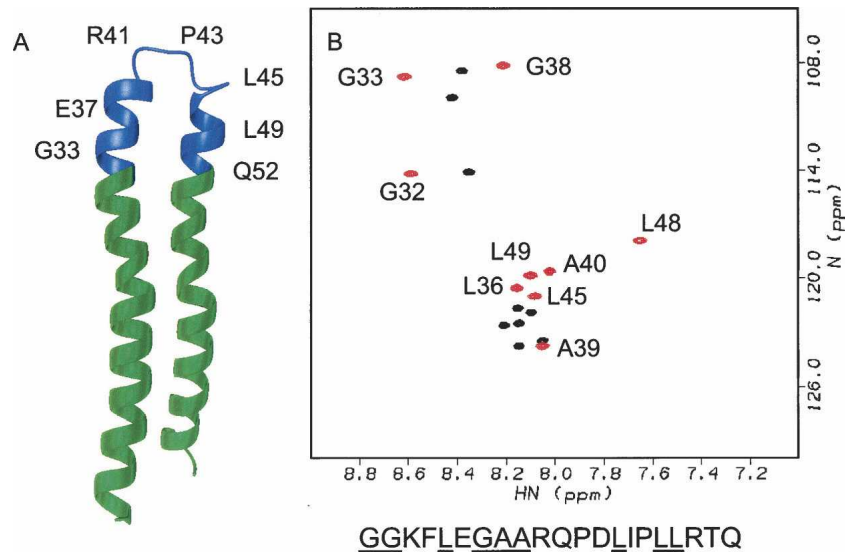 A
R41 P43
L45
E37
L49
G33
Q52
B
G33
G38
G32
L48
L49
A40
L36
L45
A39
108.0
114.0
120.0
126.0
N (ppm)
8.8 8.6 8.4 8.2 8.0 7.8 7.6 7.4 7.2
HN (ppm)
GGKFLEGAARQPDLIPLLRTQ